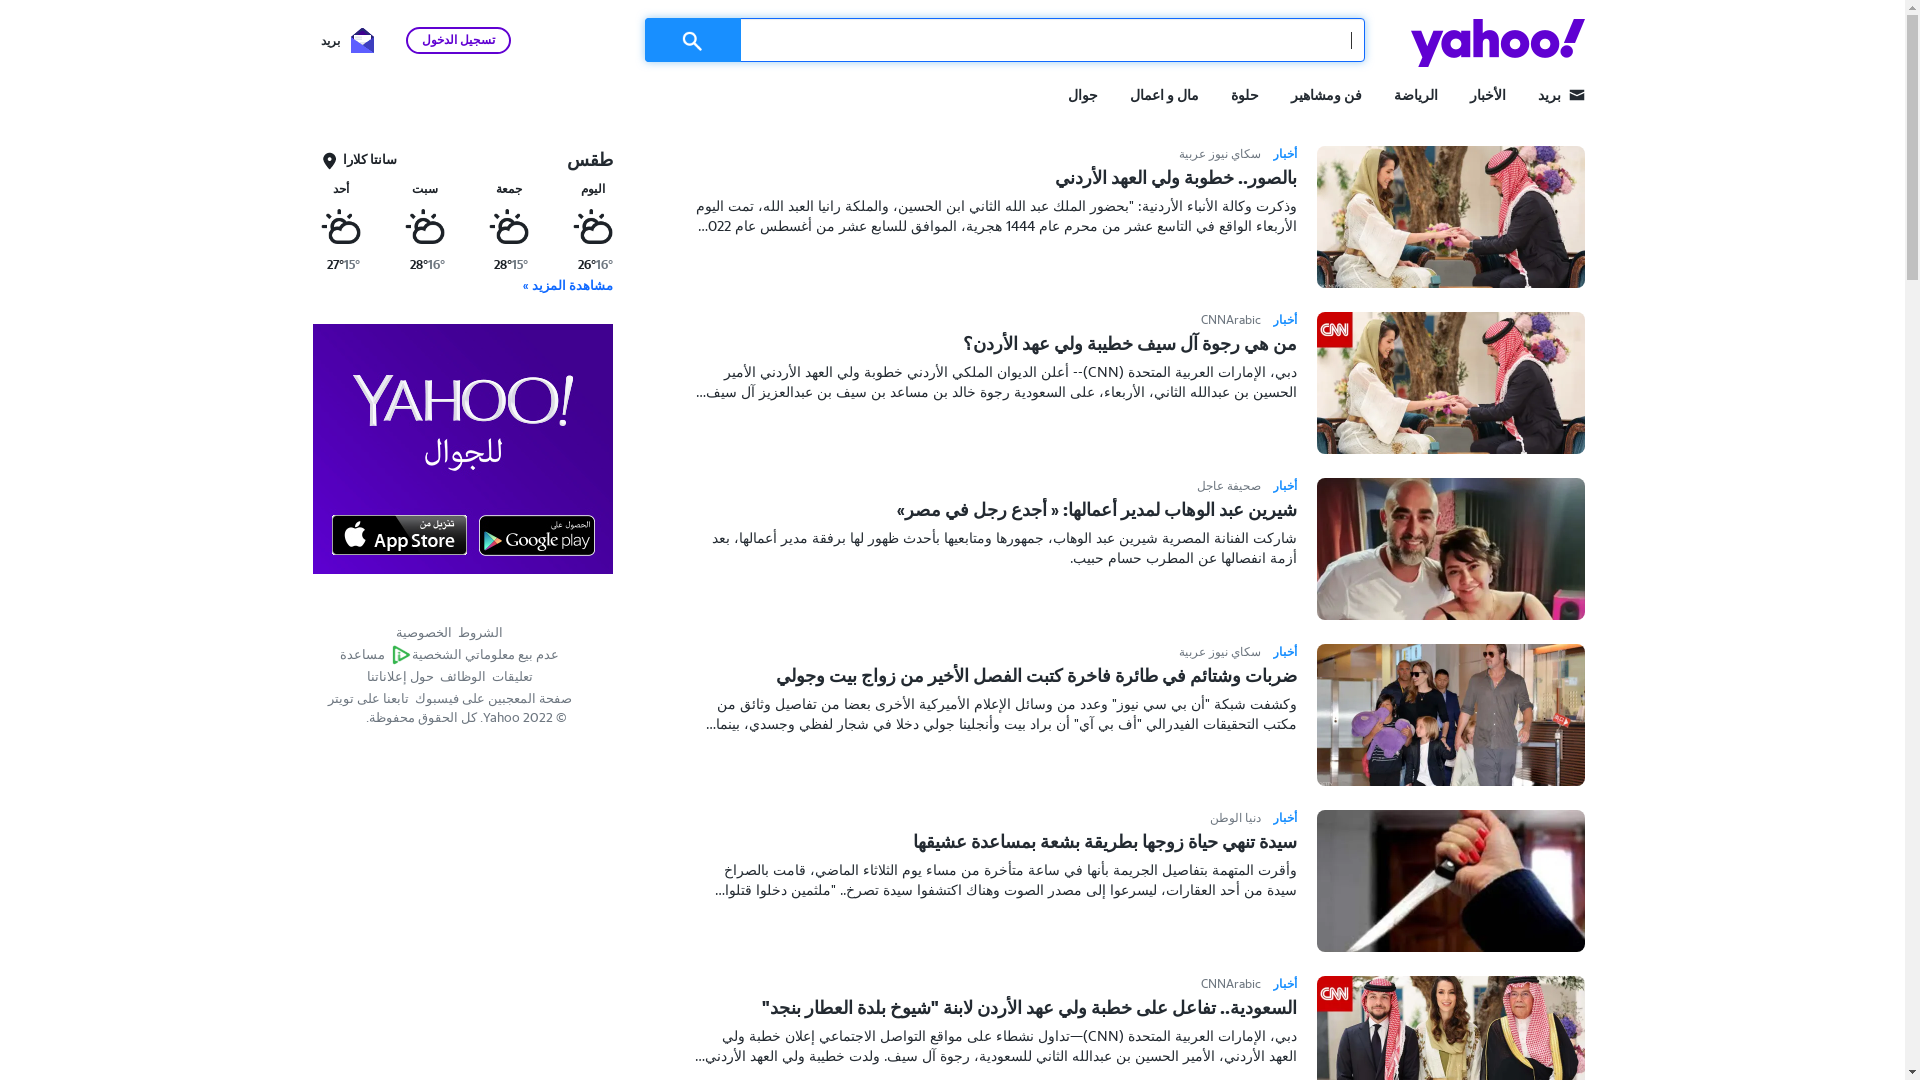 yahoo!
تسجيل الدخول
بريد
بريد
الأخبار
الرياضة
فن ومشاهير
حلوة
مال و اعمال
جوال
أخبار سكاي نيوز عربية
بالصور.. خطوبة ولي العهد الأردني
وذكرت وكالة الأنباء الأردنية: "بحضور الملك عبد الله الثاني ابن الحسين، والملكة رانيا العبد الله، تمت اليوم
الأربعاء الواقع في التاسع عشر من محرم عام 1444 هجرية، الموافق للسابع عشر من أغسطس عام 022...
أخبار CNNArabic
من هي رجوة آل سيف خطيبة ولي عهد الأردن؟
دبي، الإمارات العربية المتحدة (CNN)-- أعلن الديوان الملكي الأردني خطوبة ولي العهد الأردني الأمير
الحسين بن عبدالله الثاني، الأربعاء، على السعودية رجوة خالد بن مساعد بن سيف بن عبدالعزيز آل سيف...
CNN
أخبار صحيفة عاجل
شيرين عبد الوهاب لمدير أعمالها: « أجدع رجل في مصر»
شاركت الفنانة المصرية شيرين عبد الوهاب، جمهورها ومتابعيها بأحدث ظهور لها برفقة مدير أعمالها، بعد
أزمة انفصالها عن المطرب حسام حبيب.
أخبار سكاي نيوز عربية
ضربات وشتائم في طائرة فاخرة كتبت الفصل الأخير من زواج بيت وجولي
وكشفت شبكة "أن بي سي نيوز" وعدد من وسائل الإعلام الأميركية الأخرى بعضا من تفاصيل وثائق من
مكتب التحقيقات الفيدرالي "أف بي آي" أن براد بيت وأنجلينا جولي دخلا في شجار لفظي وجسدي، بينما...
أخبار دنيا الوطن
سيدة تنهي حياة زوجها بطريقة بشعة بمساعدة عشيقها
وأقرت المتهمة بتفاصيل الجريمة بأنها في ساعة متأخرة من مساء يوم الثلاثاء الماضي، قامت بالصراخ
سيدة من أحد العقارات، ليسرعوا إلى مصدر الصوت وهناك اكتشفوا سيدة تصرخ.. "ملثمين دخلوا قتلوا...
أخبار CNNArabic
السعودية.. تفاعل على خطبة ولي عهد الأردن لابنة "شيوخ بلدة العطار بنجد"
دبي، الإمارات العربية المتحدة (CNN)—تداول نشطاء على مواقع التواصل الاجتماعي إعلان خطبة ولي
العهد الأردني، الأمير الحسين بن عبدالله الثاني للسعودية، رجوة آل سيف. ولدت خطيبة ولي العهد الأردني...
CNN
طقس
سانتا كلارا
اليوم جمعة سبت أحد
26° 16° 28° 15° 28° 16° 27° 15°
مشاهدة المزيد »
YAHOO!
للجوال
الحصول على
Google play
تنزيل من
App Store
الشروط الخصوصية
عدم بيع معلوماتي الشخصية مساعدة
تعليقات الوظائف حول إعلاناتنا
صفحة المعجبين على فيسبوك تابعنا على تويتر
© 2022 Yahoo. كل الحقوق محفوظة.